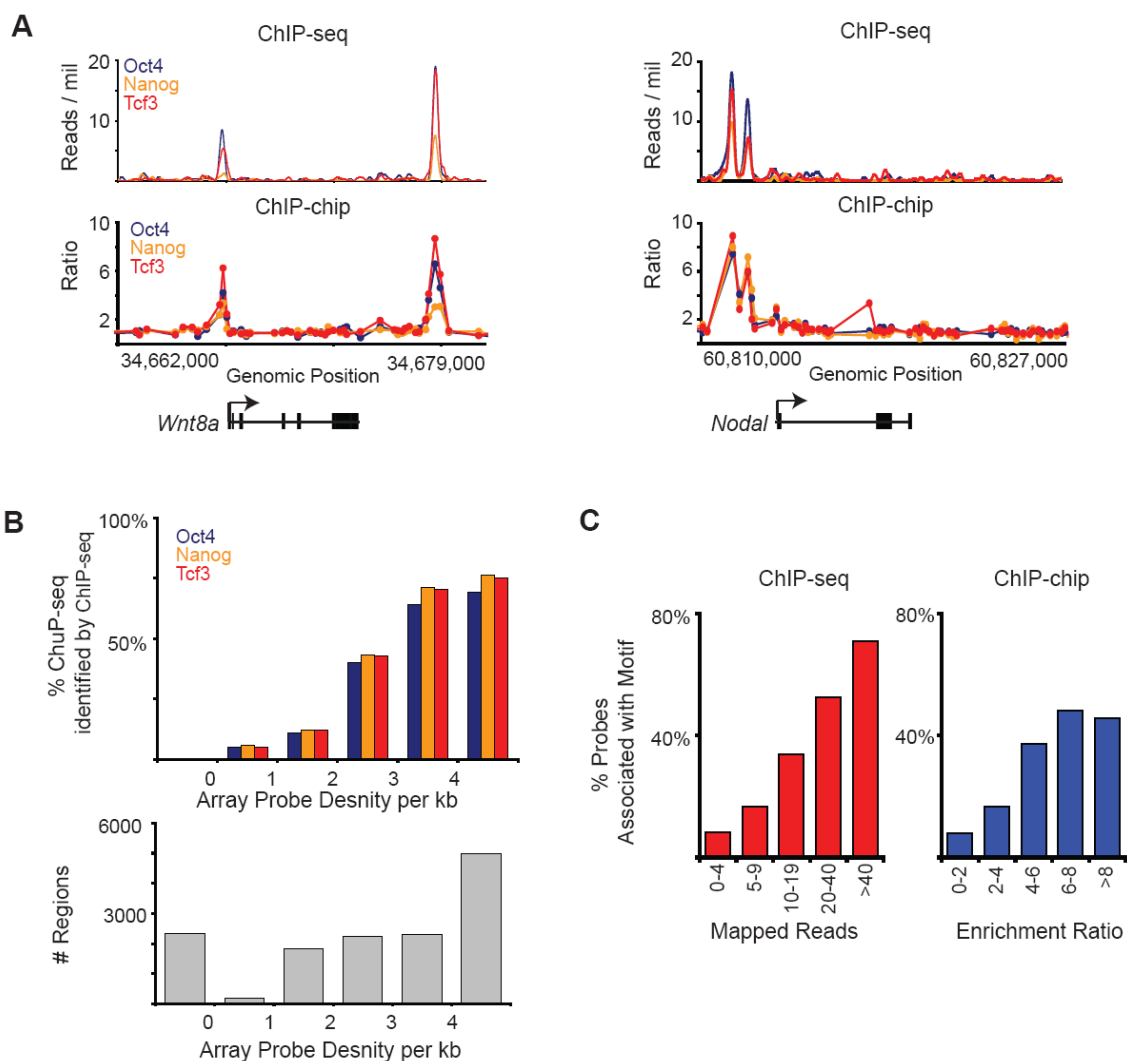 A
ChIP-seq
20
10
Reads / mil
Oct4
Nanog
Tcf3
ChIP-chip
10
6
2
Ratio
Oct4
Nanog
Tcf3
34,662,000
34,679,000
Genomic Position
Wnt8a
ChIP-seq
20
10
Reads / mil
ChIP-chip
10
6
2
Ratio
60,810,000
60,827,000
Genomic Position
Nodal
B
100%
50%
% ChuP-seq
identified by ChIP-seq
Oct4
Nanog
Tcf3
0 1 2 3 4
Array Probe Desnity per kb
6000
3000
# Regions
0 1 2 3 4
Array Probe Desnity per kb
C
% Probes
Associated with Motif
ChIP-seq
80%
40%
0-4
5-9
10-19
20-40
>40
Mapped Reads
ChIP-chip
80%
40%
0-2
2-4
4-6
6-8
>8
Enrichment Ratio